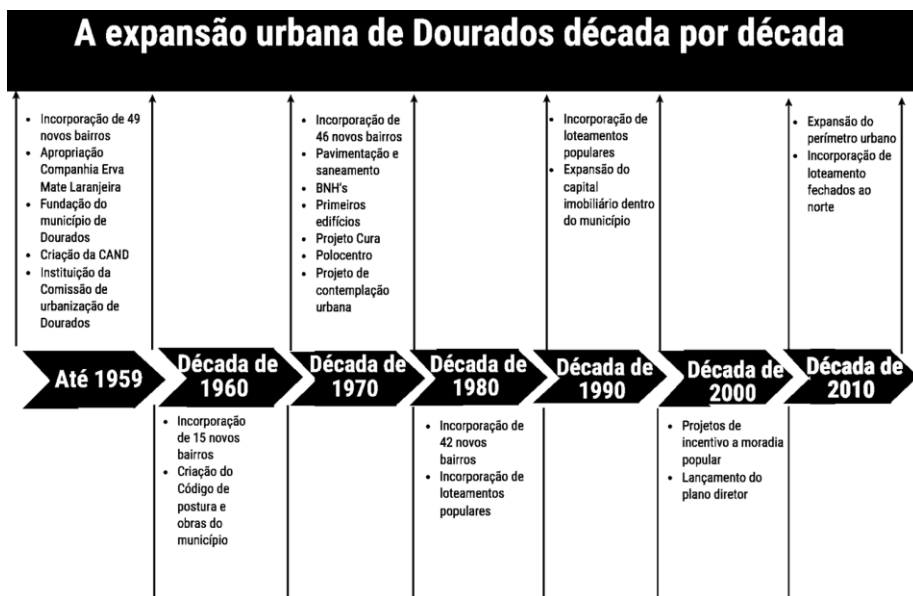 A expansão urbana de Dourados década por década
• Incorporação de 49
novos bairros
• Apropriação
Companhia Erva
Mate Laranjeira
• Fundação do
município de
Dourados
• Criação da CAND
• Instituição da
Comissão de
urbanização de
Dourados
• Incorporação de
46 novos bairros
• Pavimentação e
saneamento
• BNH's
• Primeiros
edifícios
• Projeto Cura
• Polocentro
• Projeto de
contemplação
urbana
• Incorporação de
loteamentos
populares
• Expansão do
capital
imobiliário dentro
do município
• Expansão do
perímetro urbano
• Incorporação de
loteamento
fechados ao
norte
Até 1959
Década de
1960
Década de
1970
Década de
1980
Década de
1990
Década de
2000
Década de
2010
• Incorporação
de 15 novos
bairros
• Criação do
Código de
postura e
obras do
município
• Incorporação de
42 novos
bairros
• Incorporação de
loteamentos
populares
• Projetos de
incentivo a moradia
popular
• Lançamento do
plano diretor